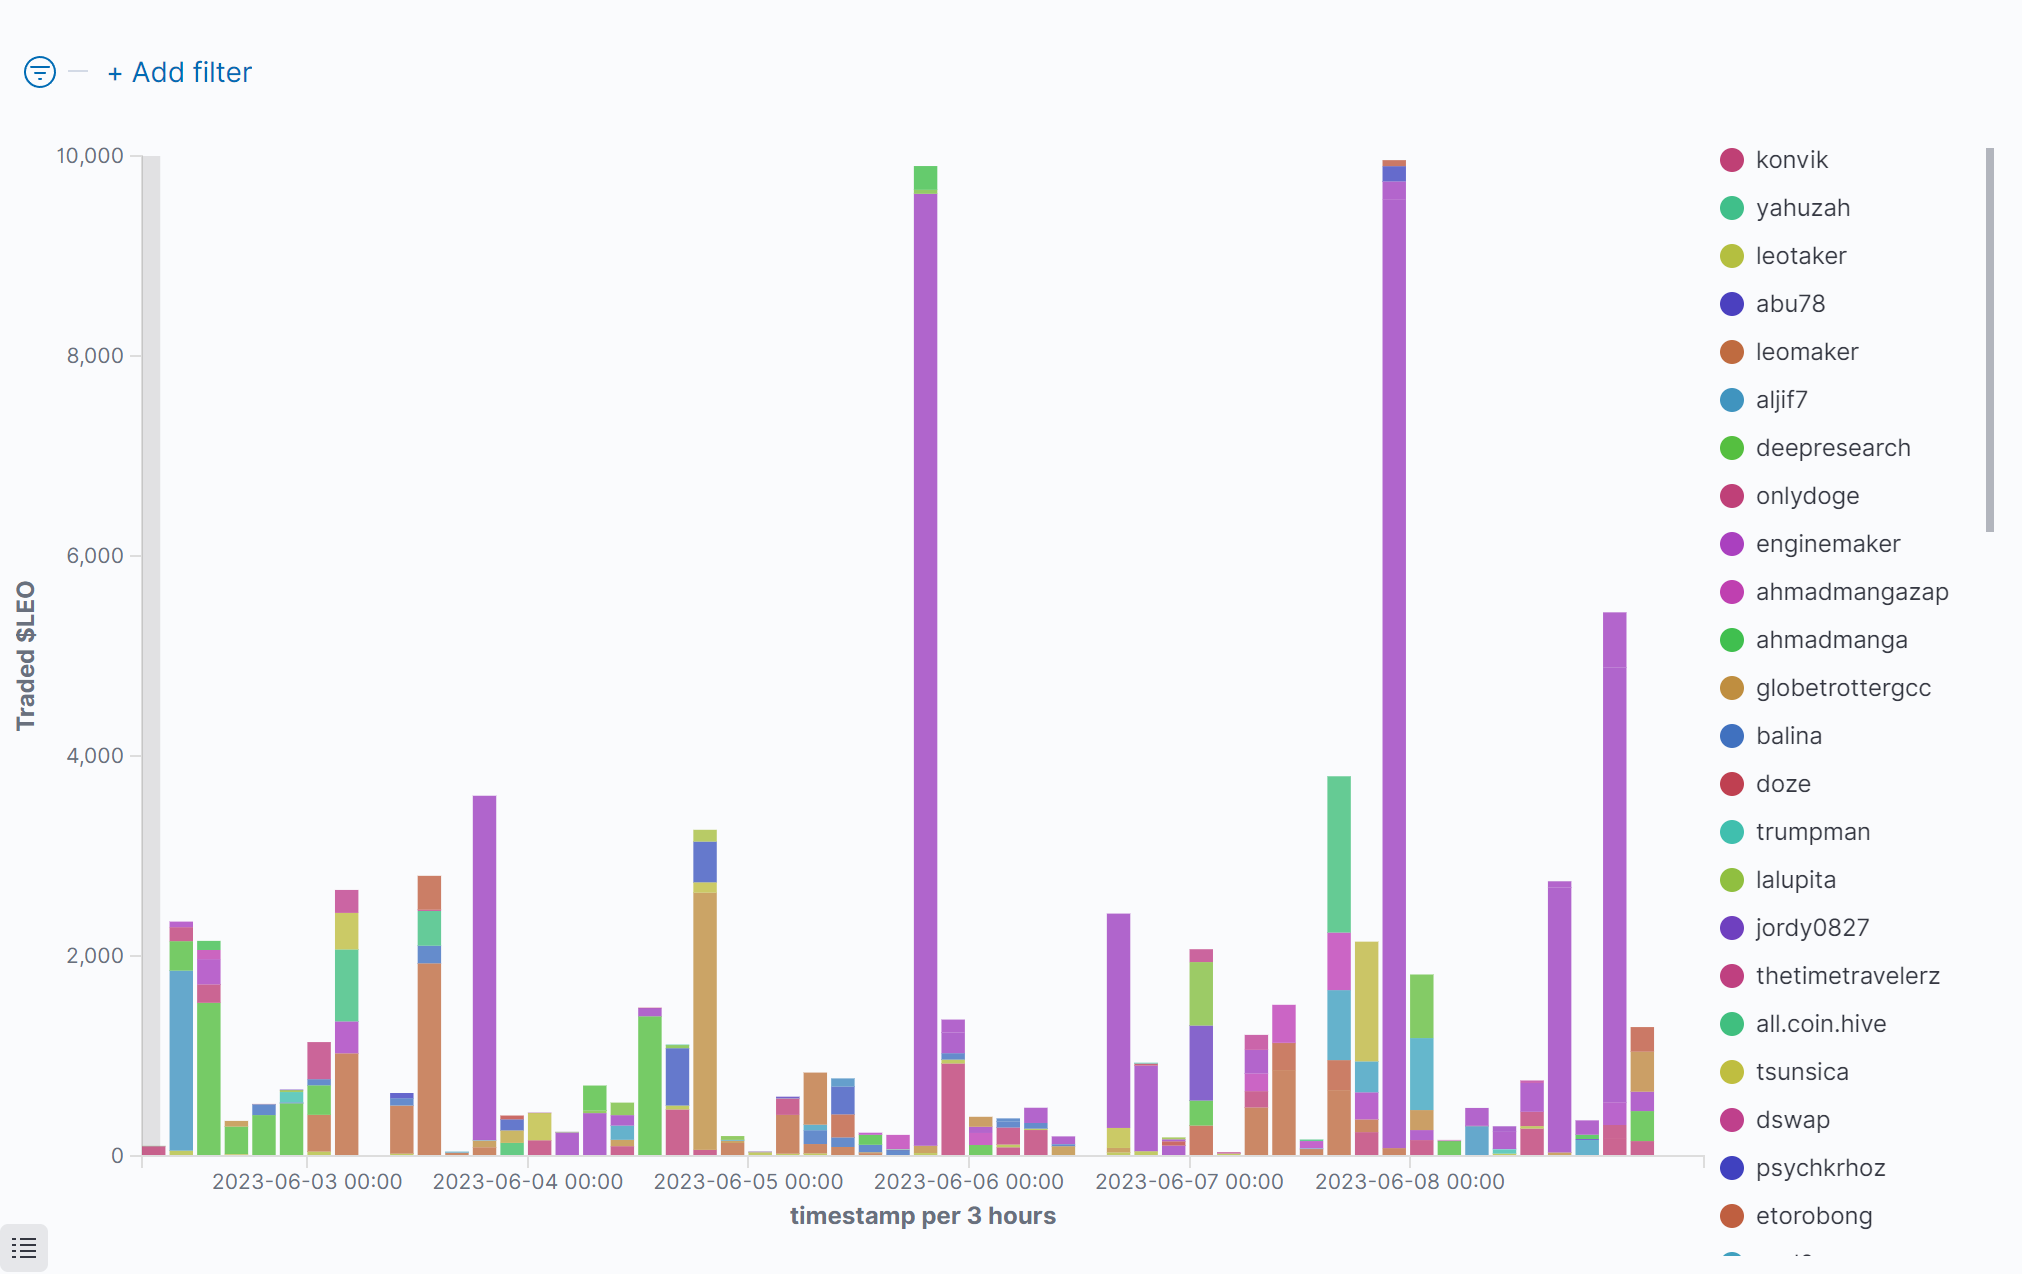 + Add filter
10,000
8,000
6,000
4,000
2,000
0
Traded $LEO
2023-06-03 00:00
2023-06-04 00:00
2023-06-05 00:00
2023-06-06 00:00
2023-06-07 00:00
2023-06-08 00:00
timestamp per 3 hours
konvik
yahuzah
leotaker
abu78
leomaker
aljif7
deepresearch
onlydoge
enginemaker
ahmadmangazap
ahmadmanga
globetrottergcc
balina
doze
trumpman
lalupita
jordy0827
thetimetravelerz
all.coin.hive
tsunsica
dswap
psychkrhoz
etorobong